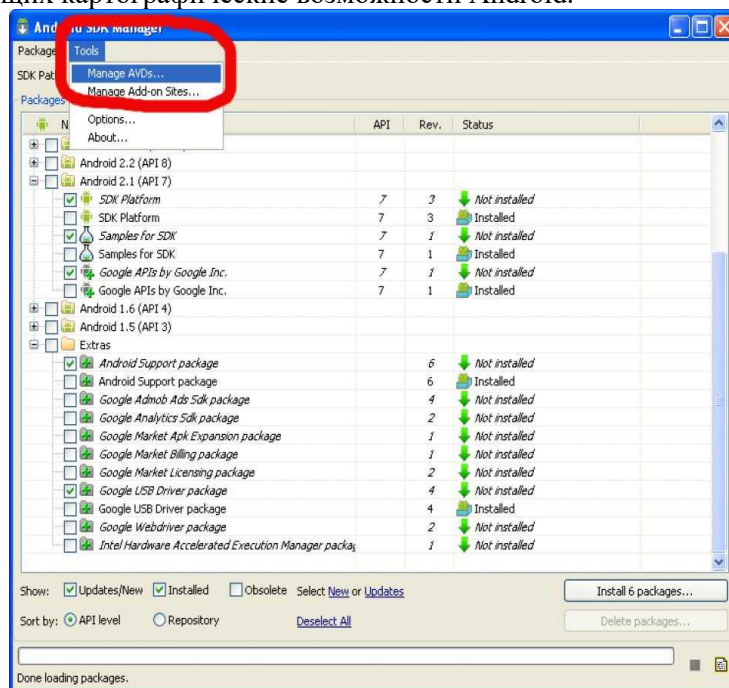 щих картографические возможности Android.
Android SDK Manager
Package Tools
SDK Pat Manage AVDs...
Manage Add-on Sites...
Packages
Options...
About...
N API Rev. Status
Android 2.2 (API 8)
Android 2.1 (API 7)
SDK Platform 7 3 Not installed
SDK Platform 7 3 Installed
Samples for SDK 7 1 Not installed
Samples for SDK 7 1 Installed
Google APIs by Google Inc. 7 1 Not installed
Google APIs by Google Inc. 7 1 Installed
Android 1.6 (API 4)
Android 1.5 (API 3)
Extras
Android Support package 6 Not installed
Android Support package 6 Installed
Google Admob Ads Sdk package 4 Not installed
Google Analytics Sdk package 2 Not installed
Google Market Apk Expansion package 1 Not installed
Google Market Billing package 1 Not installed
Google Market Licensing package 2 Not installed
Google USB Driver package 4 Not installed
Google USB Driver package 4 Installed
Google Webdriver package 2 Not installed
Intel Hardware Accelerated Execution Manager packag 1 Not installed
Show: Updates/New Installed Obsolete Select New or Updates Install 6 packages...
Sort by: API level Repository Deselect All Delete packages...
Done loading packages.